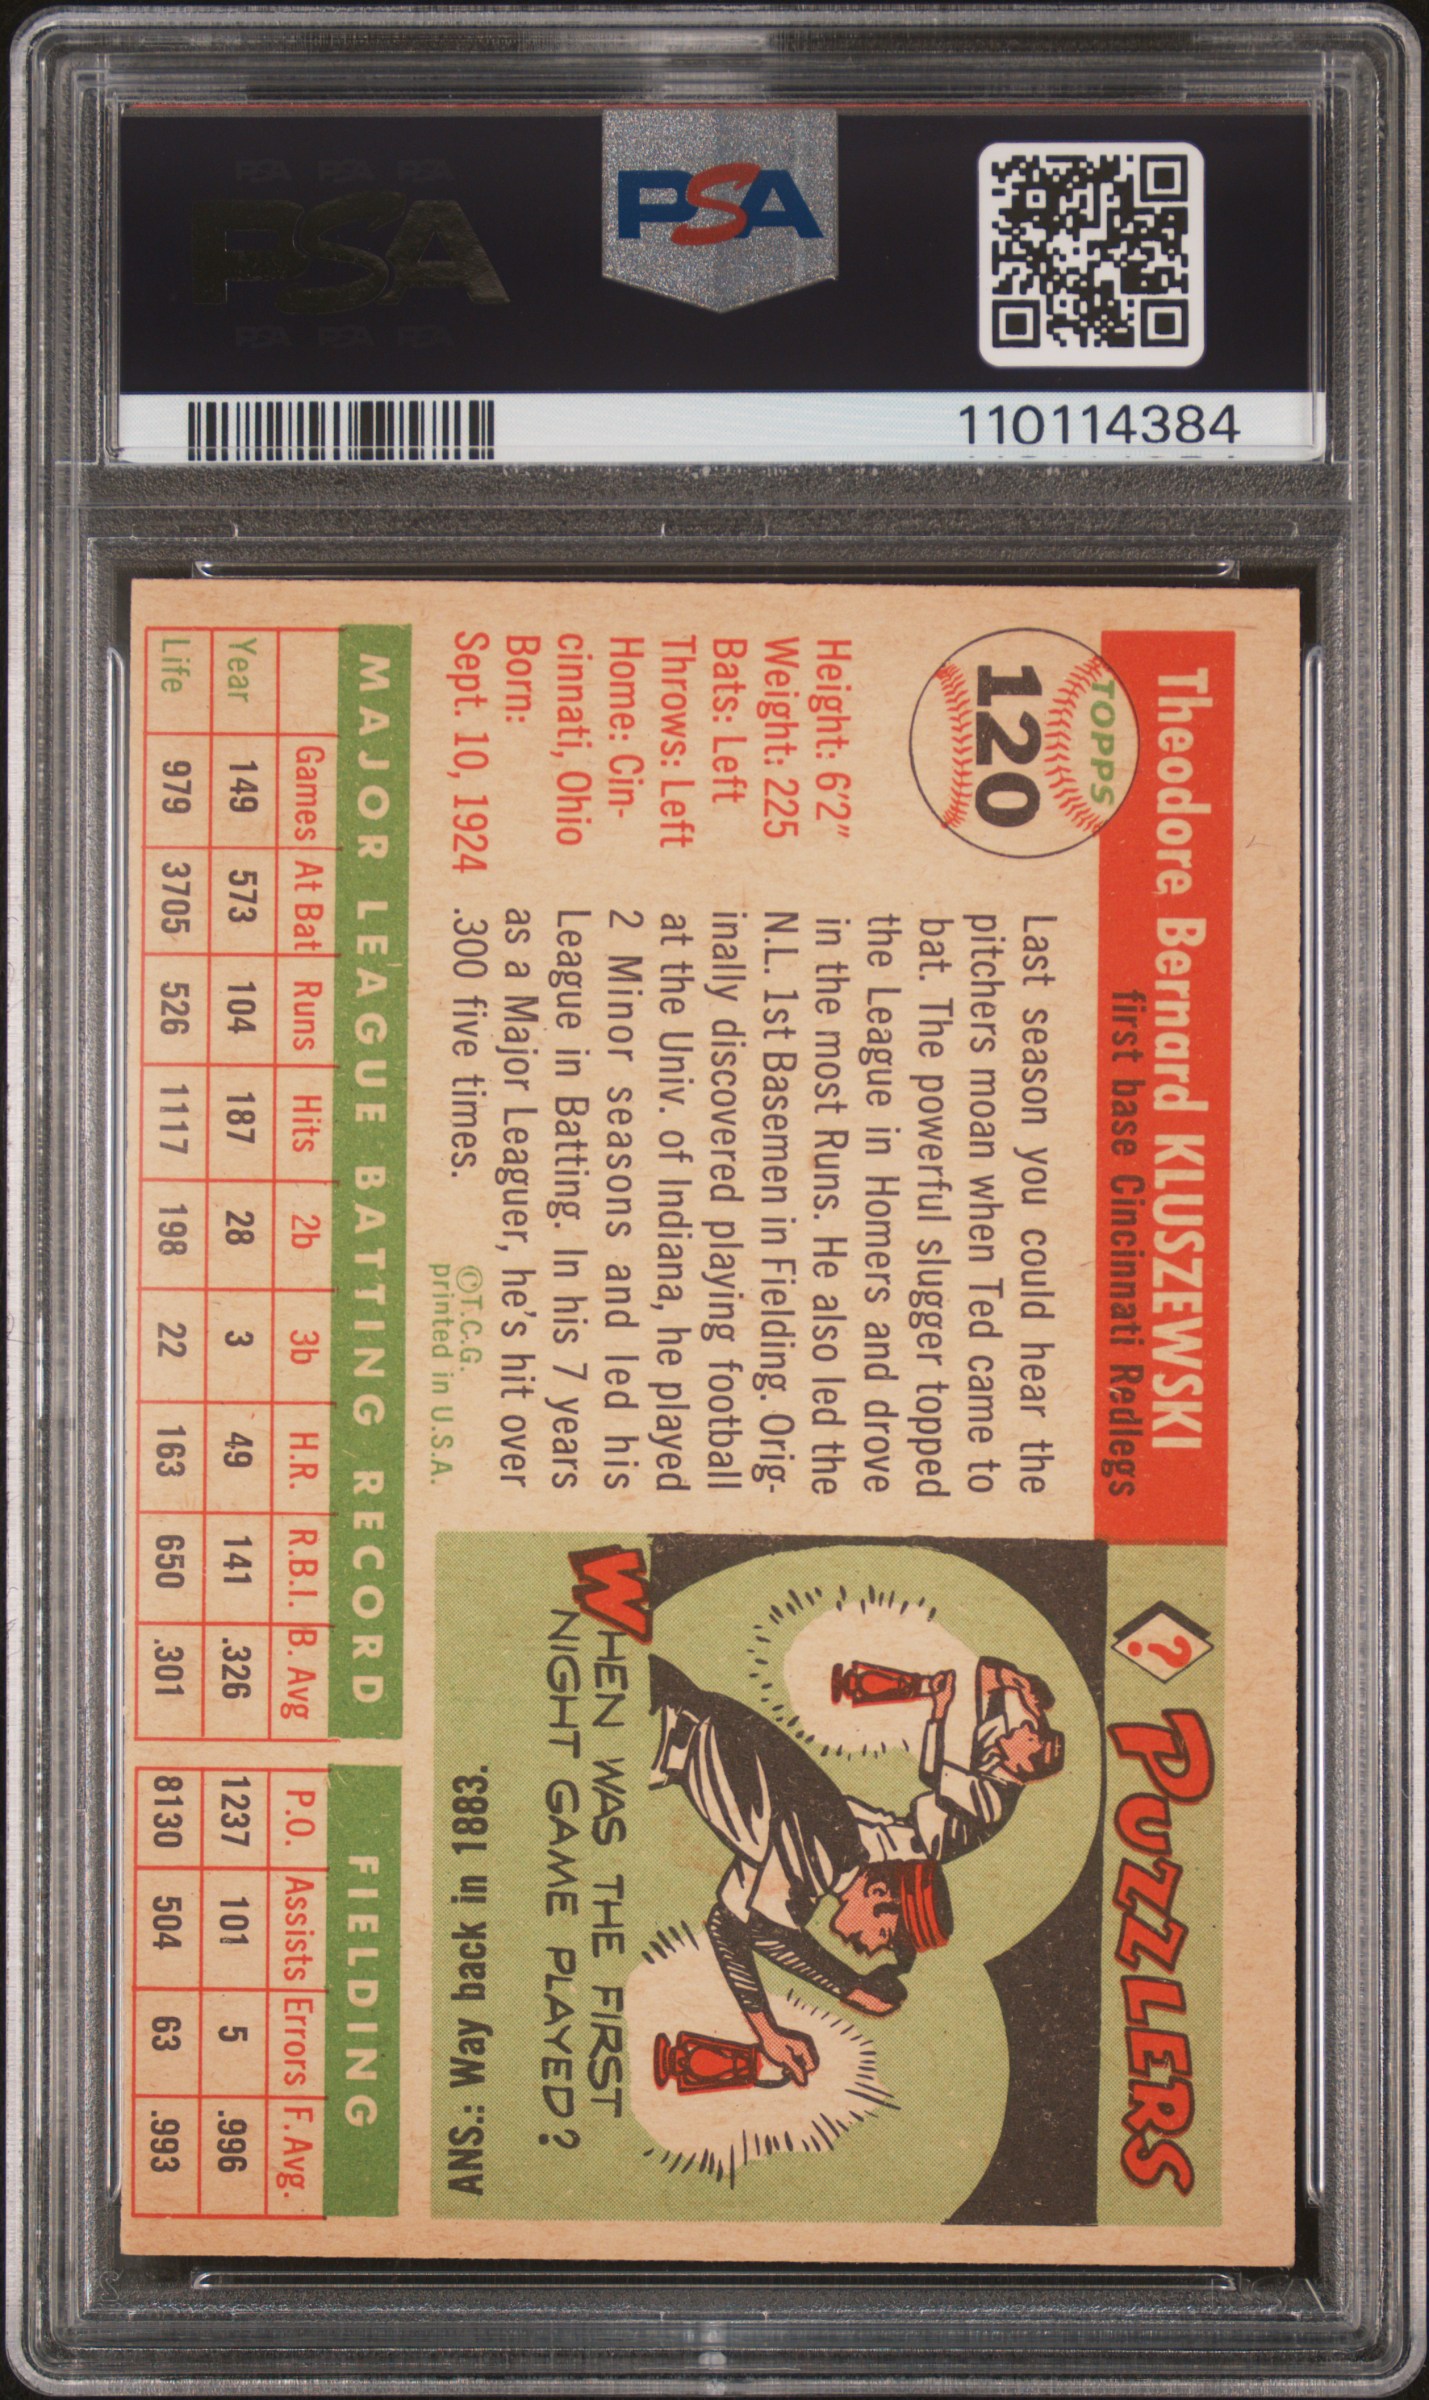 PSA PSA PSA
PSA
PSA PSA PSA
PSA
110114384
TOPPS
120
Theodore Bernard KLUSZEWSKI
first base Cincinnati Redlegs
Height: 6'2"
Weight: 225
Bats: Left
Throws: Left
Home: Cin-
cinnati, Ohio
Born:
Sept. 10, 1924
Last season you could hear the
pitchers moan when Ted came to
bat. The powerful slugger topped
the League in Homers and drove
in the most Runs. He also led the
N.L. 1st Basemen in Fielding. Orig-
inally discovered playing football
at the Univ. of Indiana, he played
2 Minor seasons and led his
League in Batting. In his 7 years
as a Major Leaguer, he's hit over
.300 five times.
©T.C.G.
printed in U.S.A.
? PUZZLERS
WHEN WAS THE FIRST
NIGHT GAME PLAYED?
ANS.: Way back in 1883.
MAJOR LEAGUE BATTING RECORD FIELDING
Games At Bat Runs Hits 2b 3b H.R. R.B.I. B. Avg P.O. Assists Errors F. Avg.
Year 149 573 104 187 28 3 49 141 .326 1237 101 5 .996
Life 979 3705 526 1117 198 22 163 650 .301 8130 504 63 .993